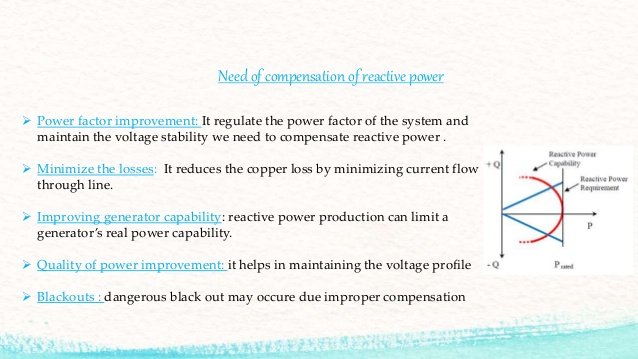 Need of compensation of reactive power
➢ Power factor improvement: It regulate the power factor of the system and
maintain the voltage stability we need to compensate reactive power .
➢ Minimize the losses: It reduces the copper loss by minimizing current flow
through line.
➢ Improving generator capability: reactive power production can limit a
generator's real power capability.
➢ Quality of power improvement: it helps in maintaining the voltage profile
➢ Blackouts : dangerous black out may occure due improper compensation
Reactive Power
Capability
+ Q
Reactive Power
Requirement
P
- Q
P rated